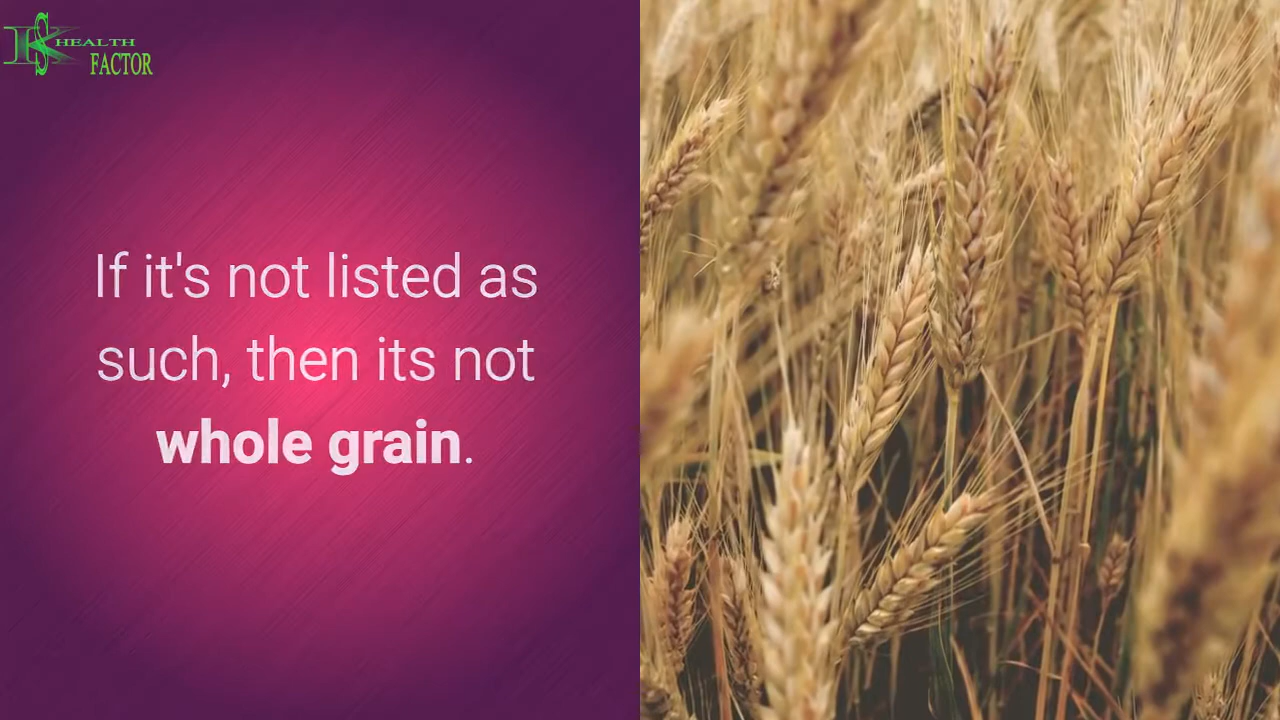 HEALTH
FACTOR
If it's not listed as
such, then its not
whole grain.